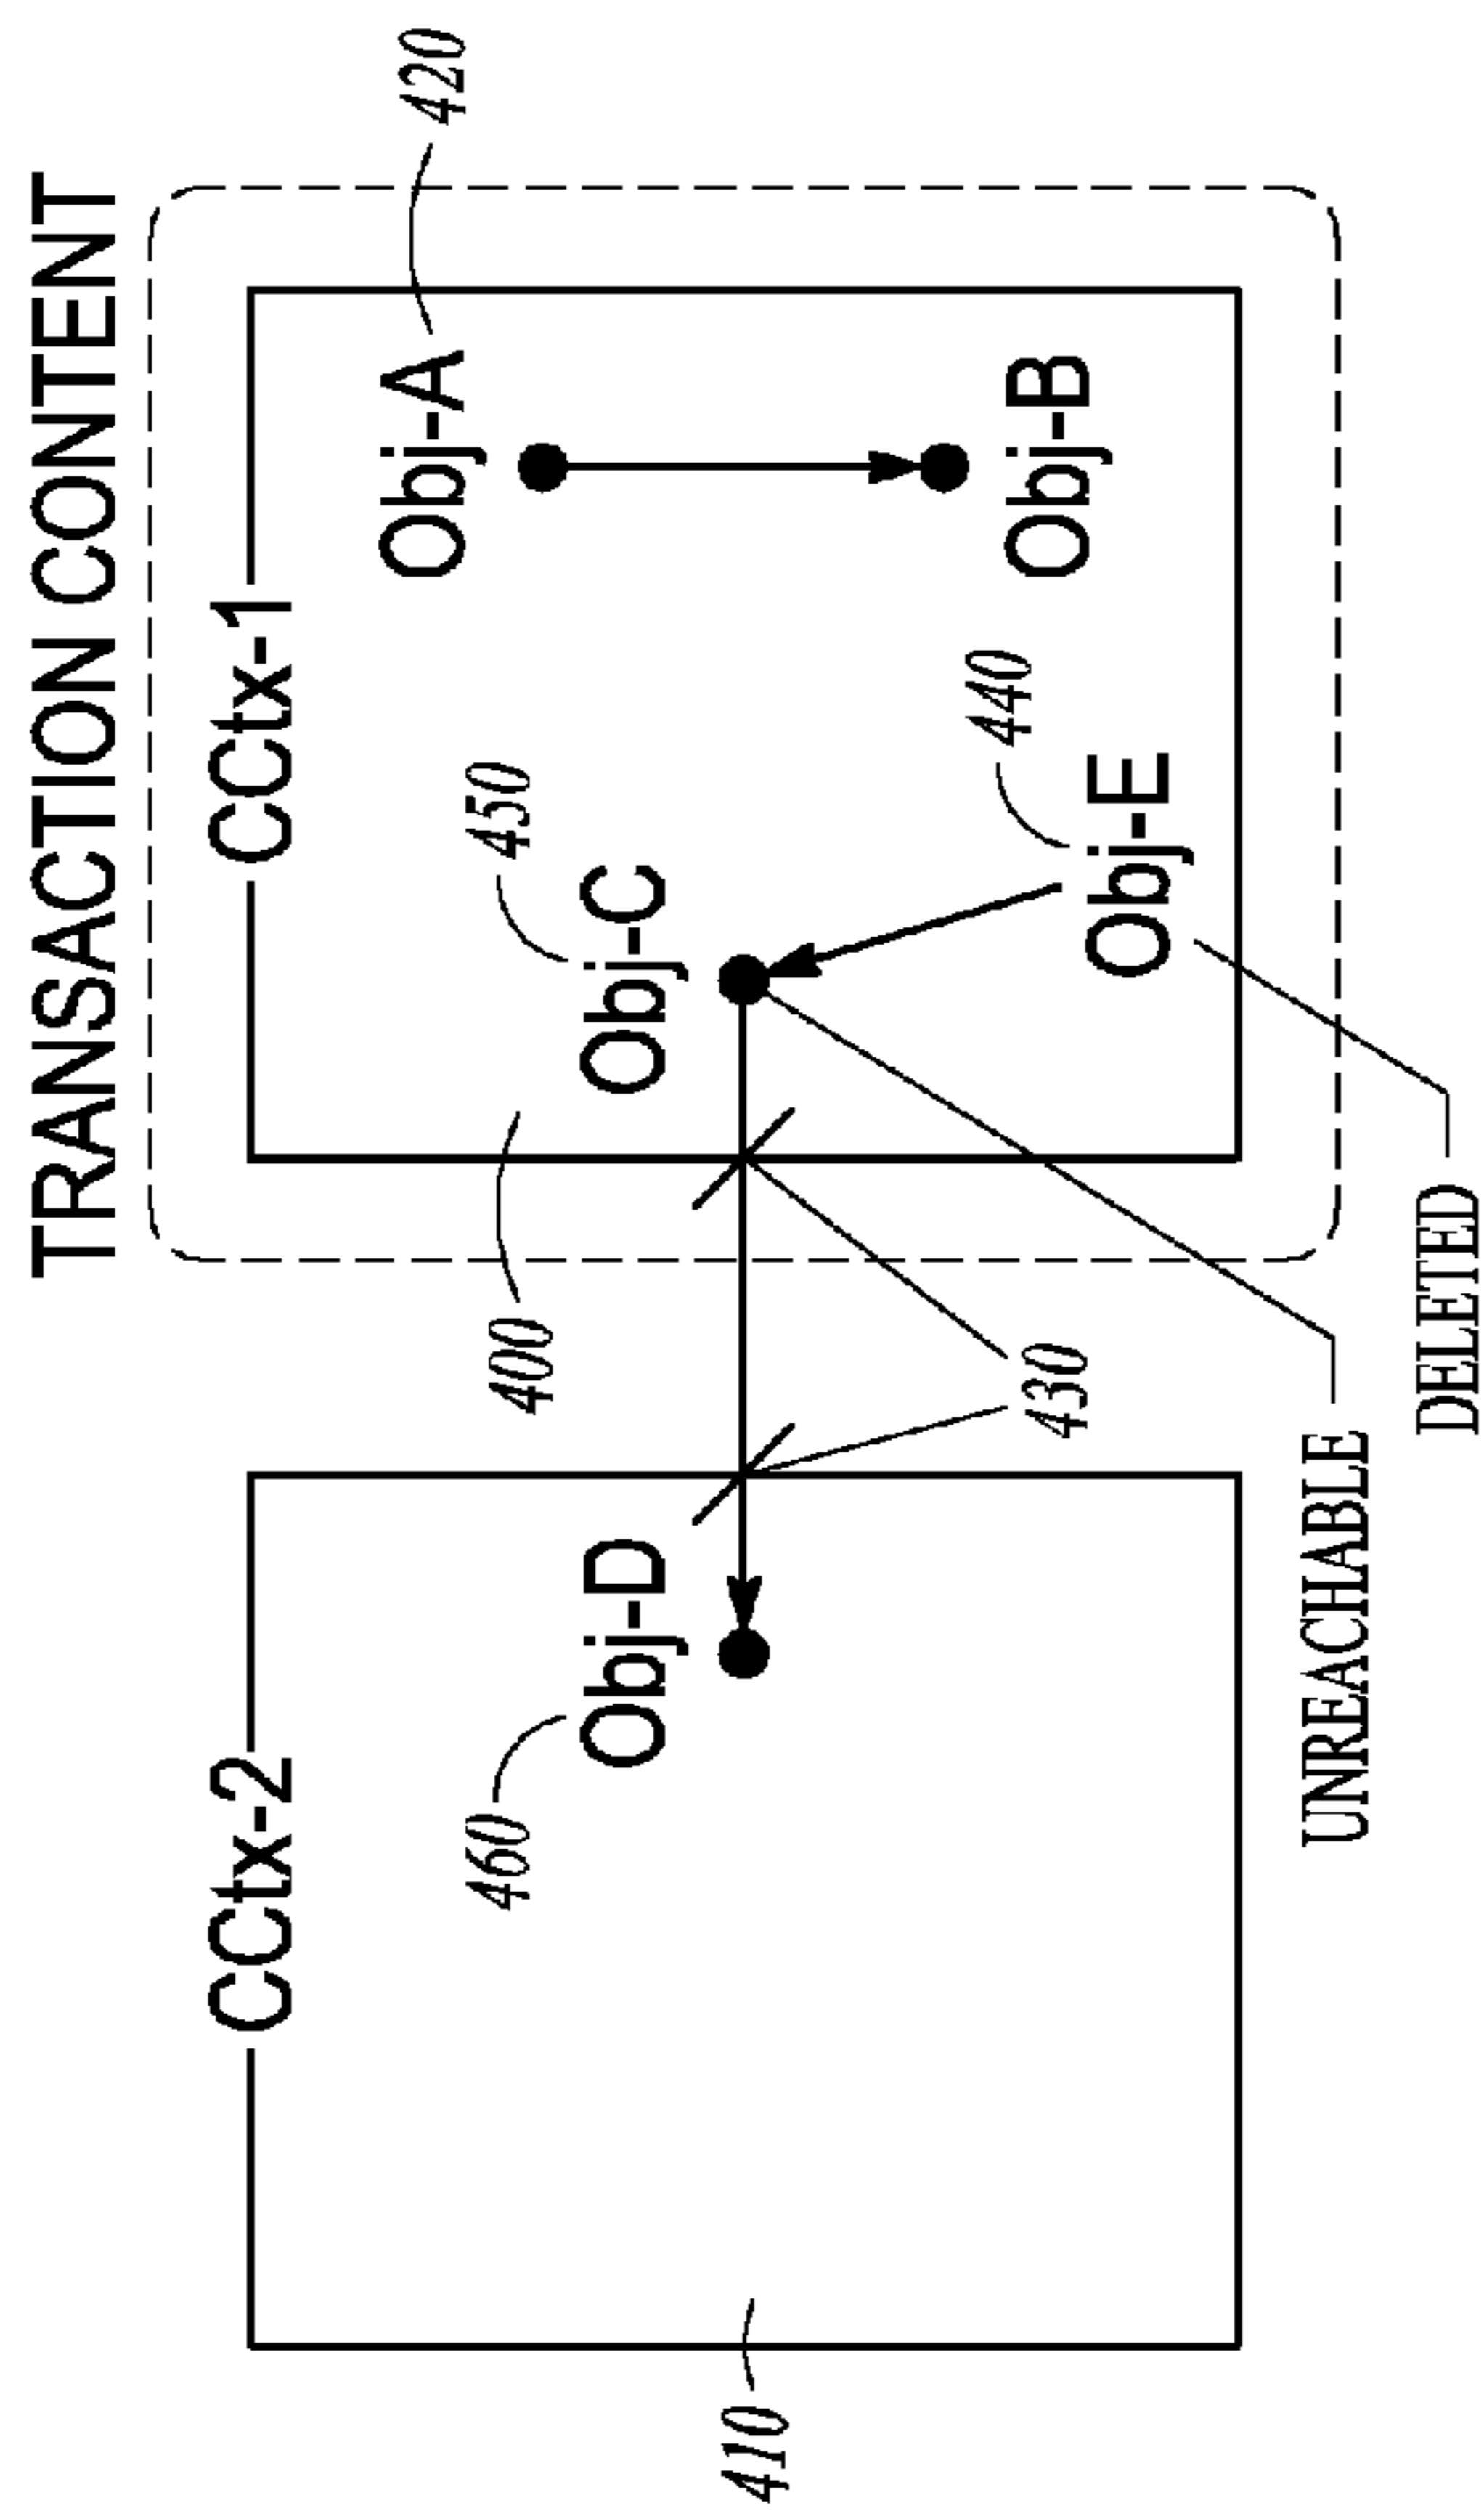 TRANSACTION CONTENT
CCtx-2
CCtx-1
420
Obj-A
460
450
400
Obj-D
Obj-C
410
440
430
Obj-B
Obj-E
UNREACHABLE
DELETED